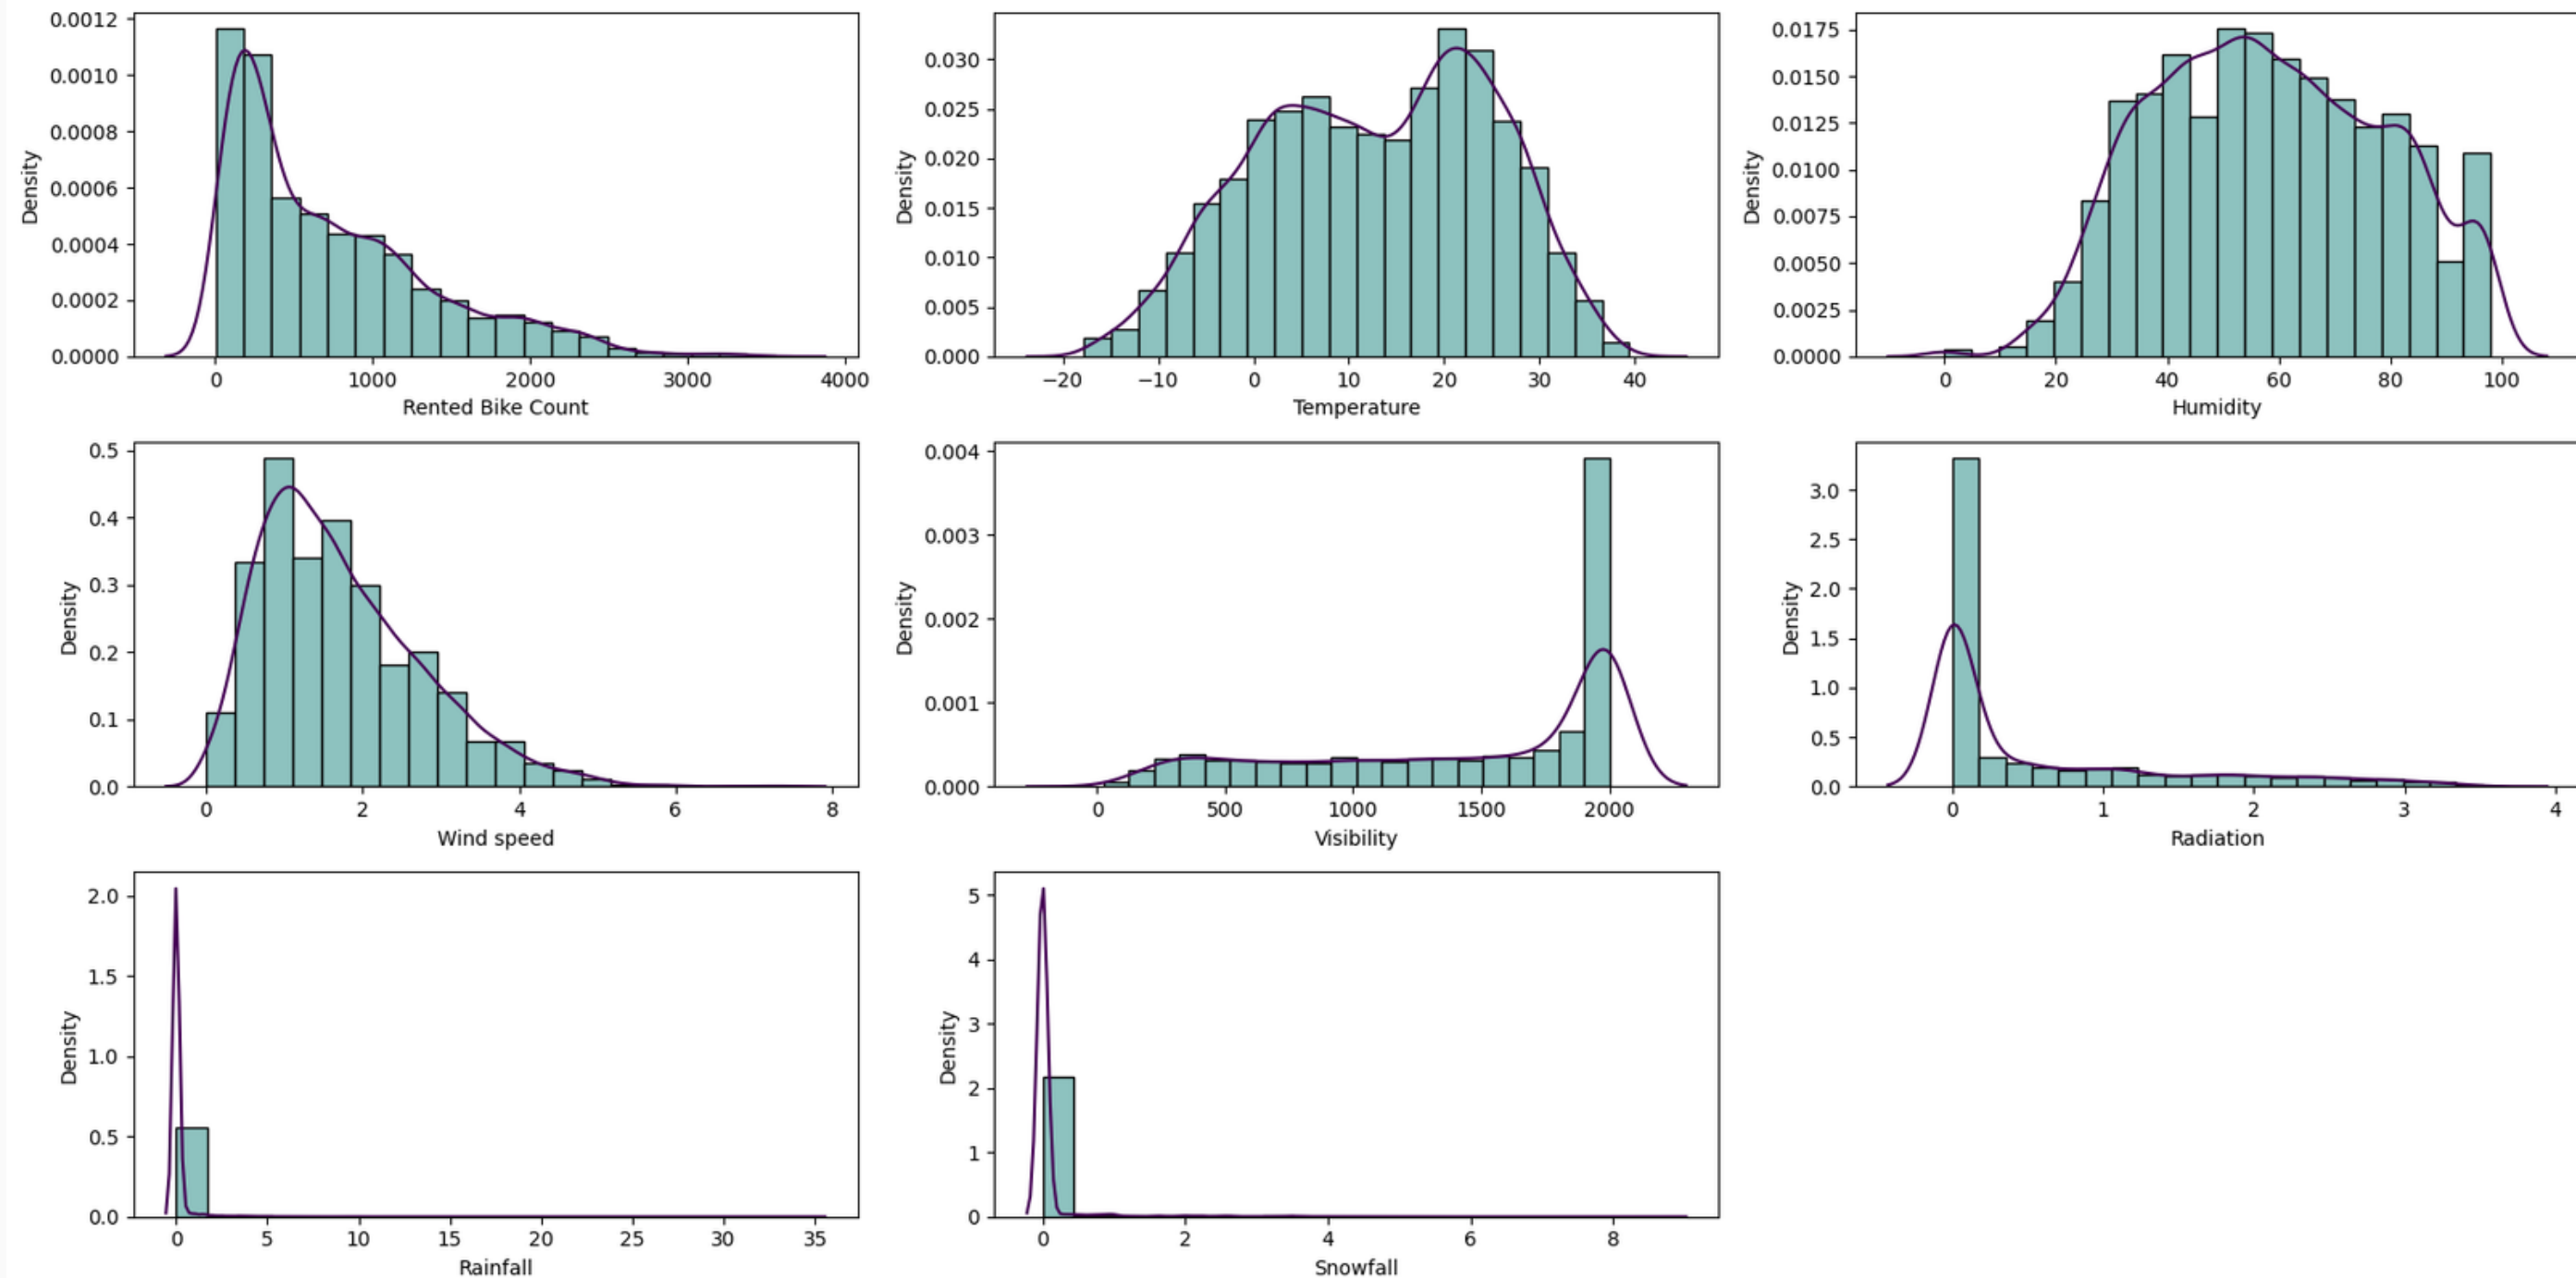 0.0012
0.0010
0.0008
0.0006
0.0004
0.0002
0.0000
Density
0 1000 2000 3000 4000
Rented Bike Count
0.030
0.025
0.020
0.015
0.010
0.005
0.000
Density
−20 −10 0 10 20 30 40
Temperature
0.0175
0.0150
0.0125
0.0100
0.0075
0.0050
0.0025
0.0000
Density
0 20 40 60 80 100
Humidity
0.5
0.4
0.3
0.2
0.1
0.0
Density
0 2 4 6 8
Wind speed
0.004
0.003
0.002
0.001
0.000
Density
0 500 1000 1500 2000
Visibility
3.0
2.5
2.0
1.5
1.0
0.5
0.0
Density
0 1 2 3 4
Radiation
2.0
1.5
1.0
0.5
0.0
Density
0 5 10 15 20 25 30 35
Rainfall
5
4
3
2
1
0
Density
0 2 4 6 8
Snowfall